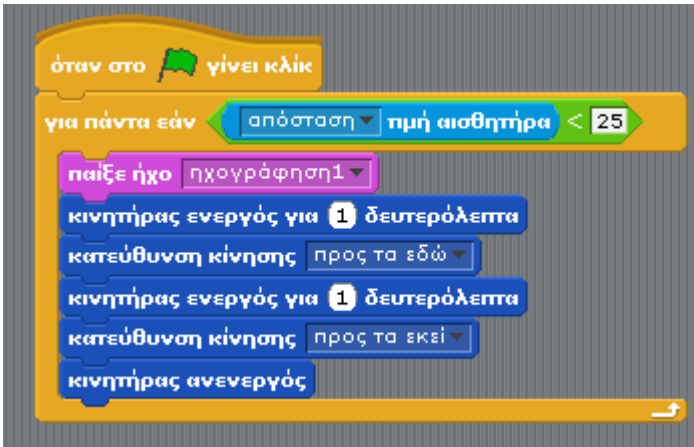 όταν στο γίνει κλίκ
για πάντα εάν απόσταση τιμή αισθητήρα < 25
παίξε ήχο ηχογράφηση1
κινητήρας ενεργός για 1 δευτερόλεπτα
κατεύθυνση κίνησης προς τα εδώ
κινητήρας ενεργός για 1 δευτερόλεπτα
κατεύθυνση κίνησης προς τα εκεί
κινητήρας ανενεργός